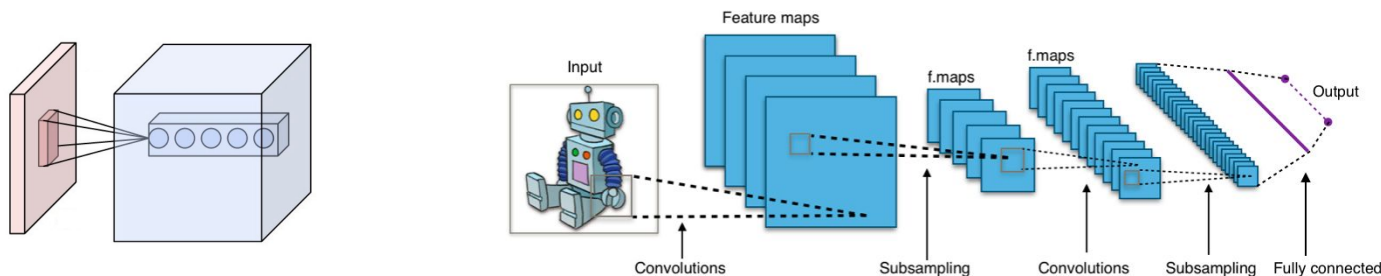 Feature maps
Input
f.maps
f.maps
Output
Convolutions
Subsampling
Convolutions
Subsampling
Fully connected